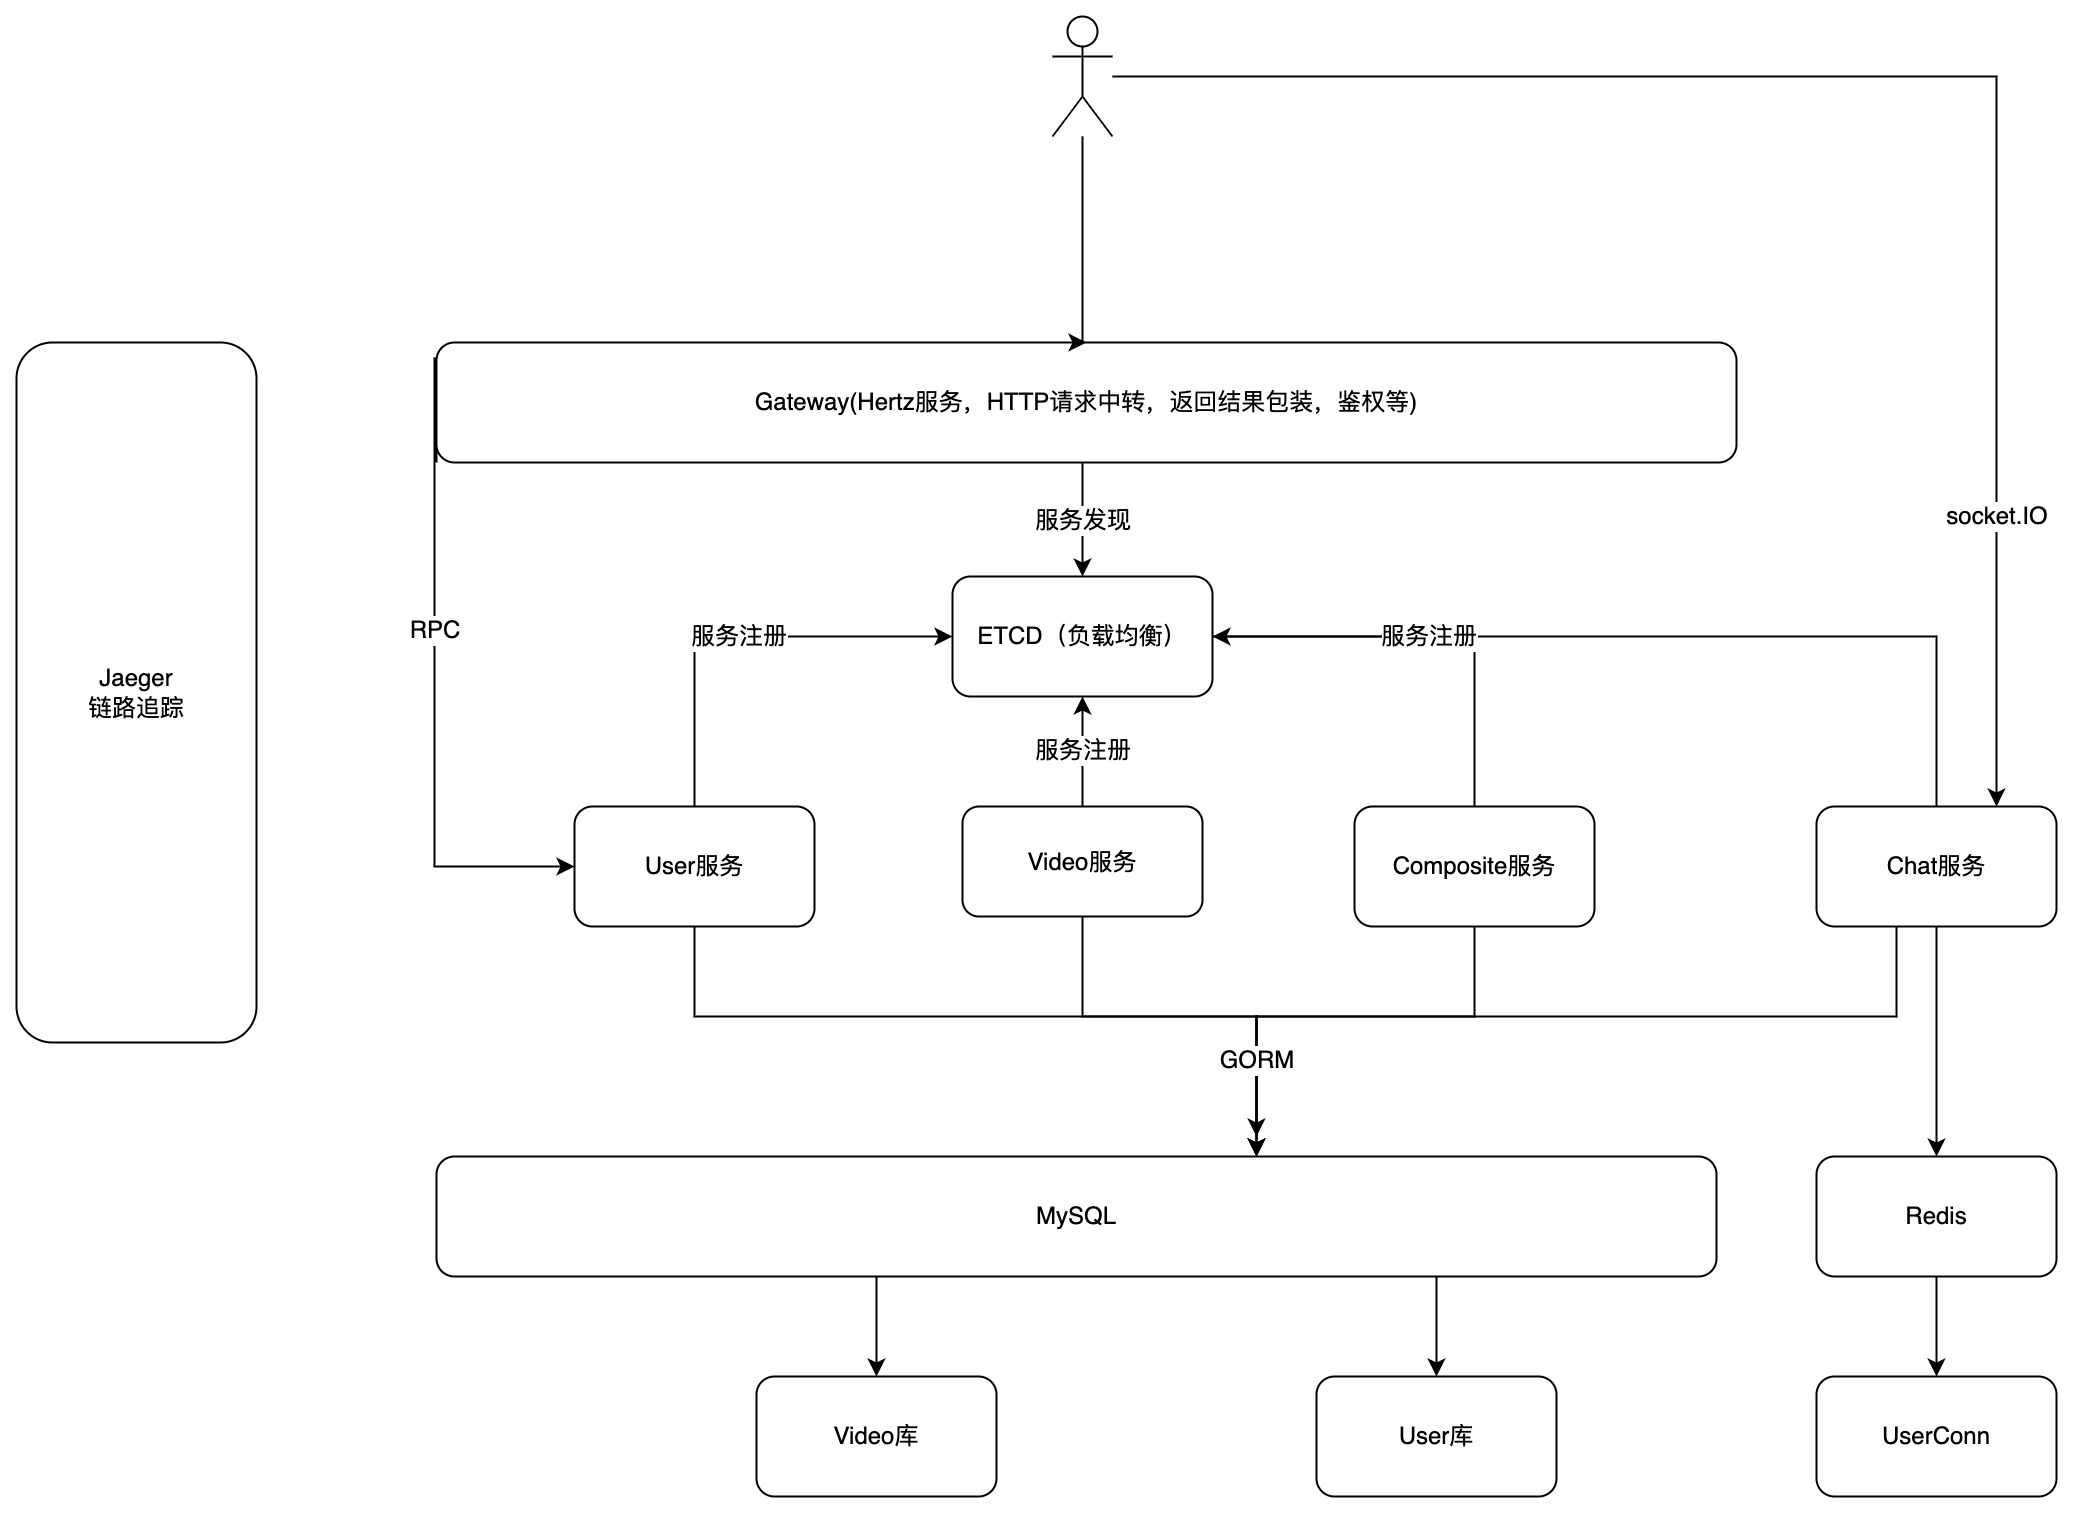 Gateway(Hertz服务，HTTP请求中转，返回结果包装，鉴权等)
服务发现
socket.IO
RPC
服务注册
ETCD（负载均衡）
服务注册
Jaeger
链路追踪
服务注册
User服务
Video服务
Composite服务
Chat服务
GORM
MySQL
Redis
Video库
User库
UserConn